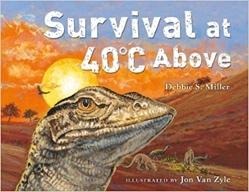 Survival at
40°C Above
Debbie S. Miller
ILLUSTRATED BY Jon Van Zyle